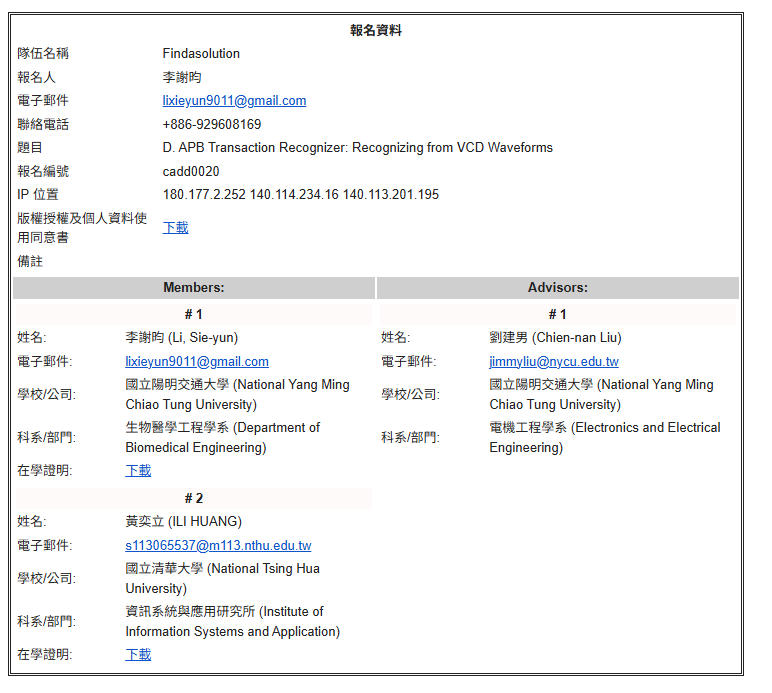 報名資料
隊伍名稱 Findasolution
報名人 李謝昀
電子郵件 lixieyun9011@gmail.com
聯絡電話 +886-929608169
題目 D. APB Transaction Recognizer: Recognizing from VCD Waveforms
報名編號 cadd0020
IP 位置 180.177.2.252 140.114.234.16 140.113.201.195
版權授權及個人資料使
用同意書 下載
備註
Members:
# 1
姓名: 李謝昀 (Li, Sie-yun)
電子郵件: lixieyun9011@gmail.com
學校/公司: 國立陽明交通大學 (National Yang Ming
Chiao Tung University)
科系/部門: 生物醫學工程學系 (Department of
Biomedical Engineering)
在學證明: 下載
# 2
姓名: 黃奕立 (ILI HUANG)
電子郵件: s113065537@m113.nthu.edu.tw
學校/公司: 國立清華大學 (National Tsing Hua
University)
科系/部門: 資訊系統與應用研究所 (Institute of
Information Systems and Application)
在學證明: 下載
Advisors:
# 1
姓名: 劉建男 (Chien-nan Liu)
電子郵件: jimmyliu@nycu.edu.tw
學校/公司: 國立陽明交通大學 (National Yang Ming
Chiao Tung University)
科系/部門: 電機工程學系 (Electronics and Electrical
Engineering)